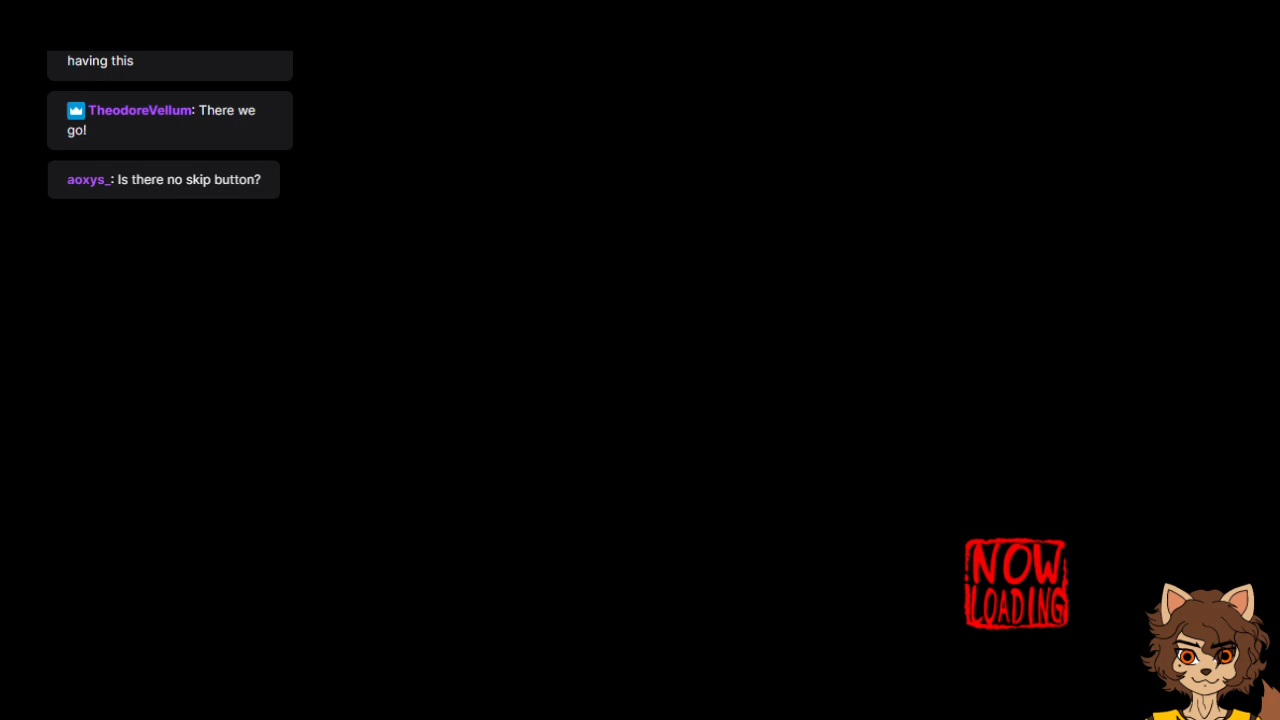 having this
TheodoreVellum: There we
go!
aoxys_: Is there no skip button?
NOW
LOADING